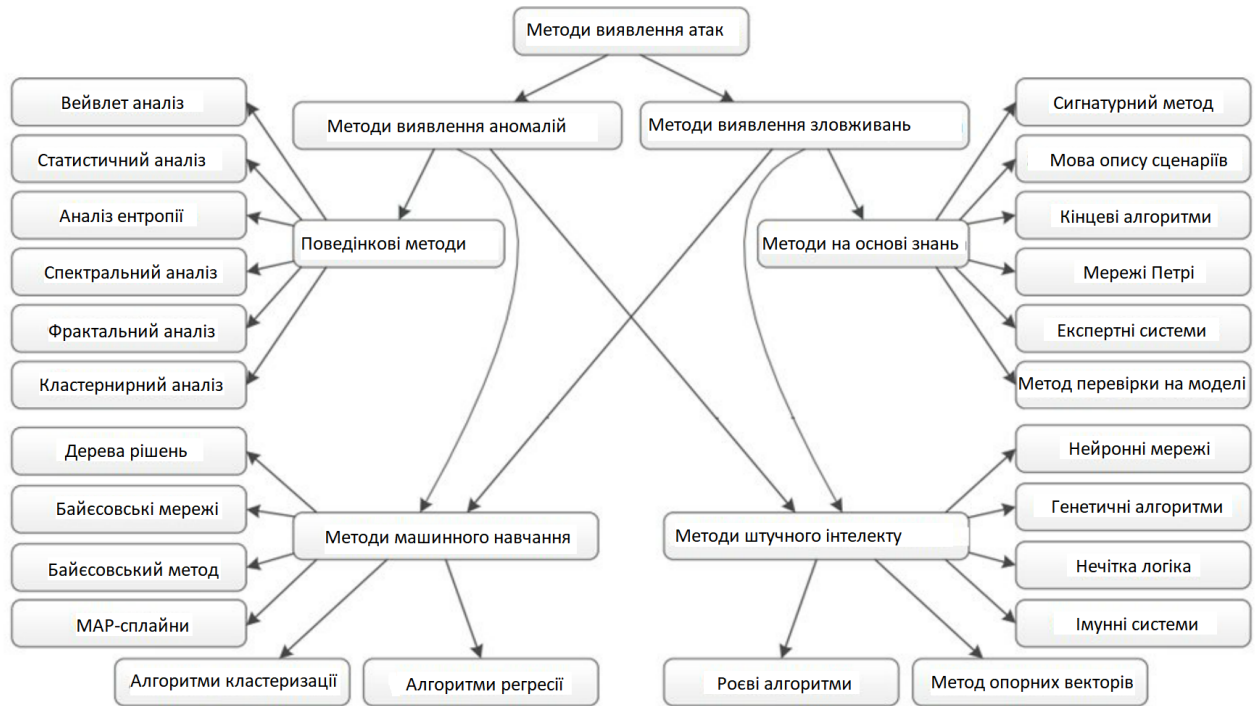 Методи виявлення атак
Вейвлет аналіз
Методи виявлення аномалій
Методи виявлення зловживань
Сигнатурний метод
Статистичний аналіз
Мова опису сценаріїв
Аналіз ентропії
Поведінкові методи
Методи на основі знань
Кінцеві алгоритми
Спектральний аналіз
Мережі Петрі
Фрактальний аналіз
Експертні системи
Кластернирний аналіз
Метод перевірки на моделі
Дерева рішень
Нейронні мережі
Байєсовські мережі
Генетичні алгоритми
Методи машинного навчання
Методи штучного інтелекту
Байєсовський метод
Нечітка логіка
МАР-сплайни
Імунні системи
Алгоритми кластеризації
Алгоритми регресії
Роєві алгоритми
Метод опорних векторів